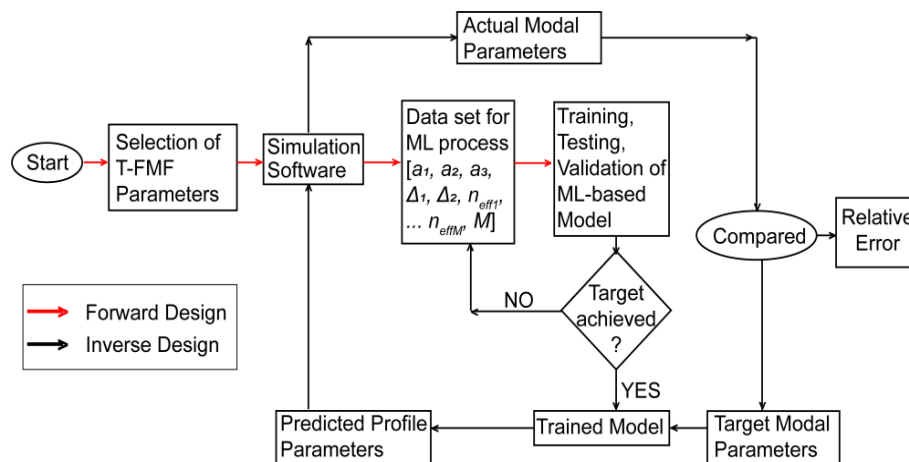 Actual Modal
Parameters
Start
Selection of
T-FMF
Parameters
Simulation
Software
Data set for
ML process
[a₁, a₂, a₃,
Δ₁, Δ₂, n_eff1,
... n_effM, M]
Training,
Testing,
Validation of
ML-based
Model
Compared
Relative
Error
NO
Target
achieved
?
YES
Forward Design
Inverse Design
Predicted Profile
Parameters
Trained Model
Target Modal
Parameters